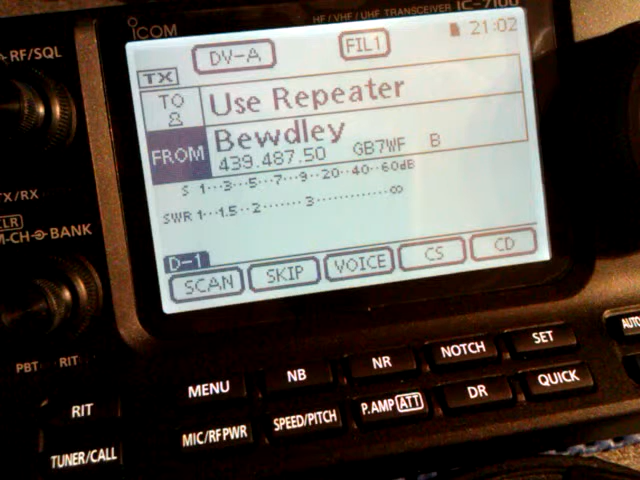 ICOM
HF / VHF / UHF TRANSCEIVER IC-7100
RF/SQL
DV-A FIL1 21:02
TX
TO Use Repeater
FROM Bewdley
439.487.50 GB7WF B
S 1···3···5···7···9··20··40··60dB
SWR 1···1.5··2·······3···········∞
TX/RX
M-CH BANK
D-1
SCAN SKIP VOICE CS CD
PBT RIT
MENU NB NR NOTCH SET AUTO
RIT MIC/RF PWR SPEED/PITCH P.AMP ATT DR QUICK
TUNER/CALL